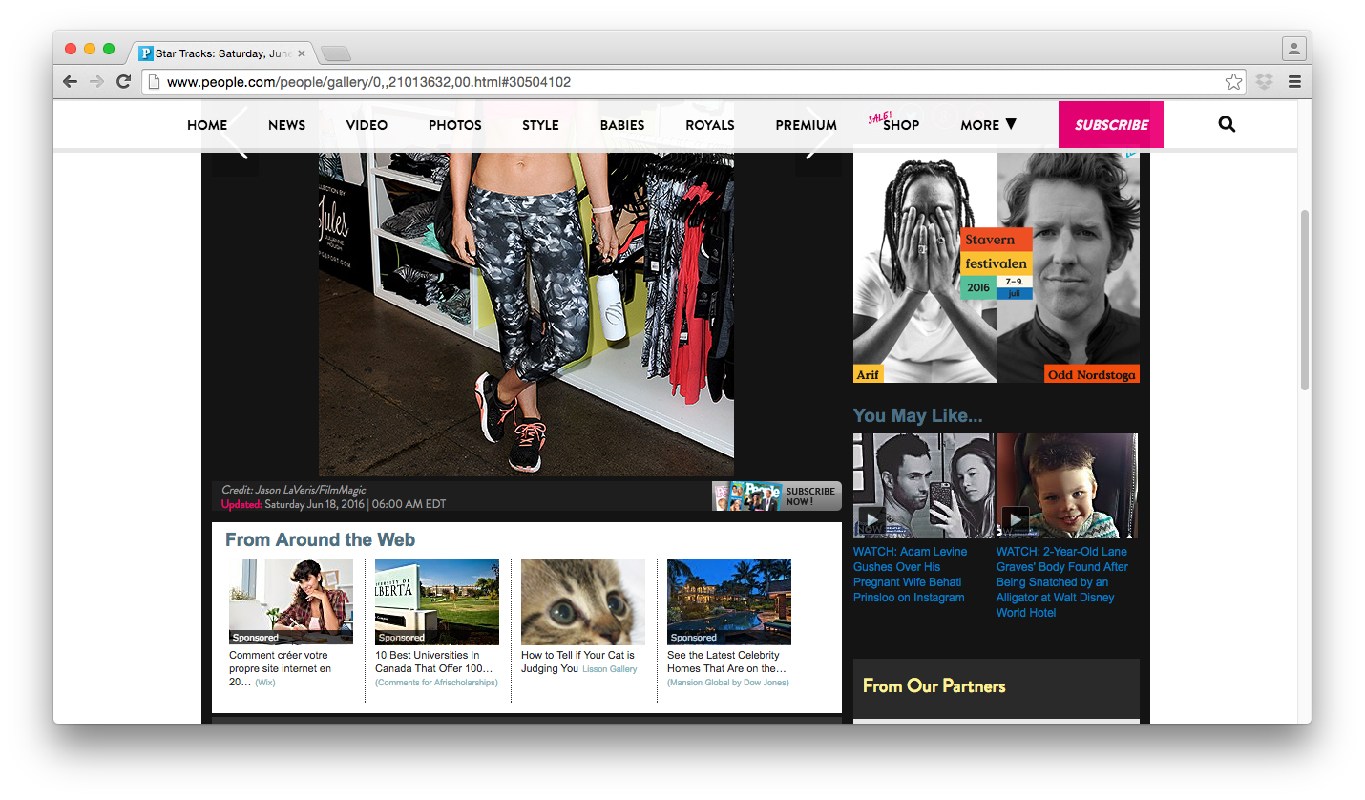 Star Tracks: Saturday, June
www.people.com/people/gallery/0,,21013632,00.html#30504102
HOME NEWS VIDEO PHOTOS STYLE BABIES ROYALS PREMIUM SALE! SHOP MORE ▼ SUBSCRIBE
COLLECTION BY
Jules
Stavern
festivalen
2016
7–9
juli
Arif
Odd Nordstoga
Credit: Jason LaVeris/FilmMagic
Updated: Saturday Jun 18, 2016 | 06:00 AM EDT
People
SUBSCRIBE
NOW!
You May Like...
NOW
WATCH: Adam Levine
Gushes Over His
Pregnant Wife Behati
Prinsloo on Instagram
WATCH: 2-Year-Old Lane
Graves' Body Found After
Being Snatched by an
Alligator at Walt Disney
World Hotel
From Around the Web
Sponsored
Comment créer votre
propre site Internet en
20... (Wix)
UNIVERSITY OF
ALBERTA
Sponsored
10 Best Universities in
Canada That Offer 100...
(Comments for Afrischolarships)
How to Tell if Your Cat is
Judging You Lisson Gallery
Sponsored
See the Latest Celebrity
Homes That Are on the...
(Mansion Global by Dow Jones)
From Our Partners